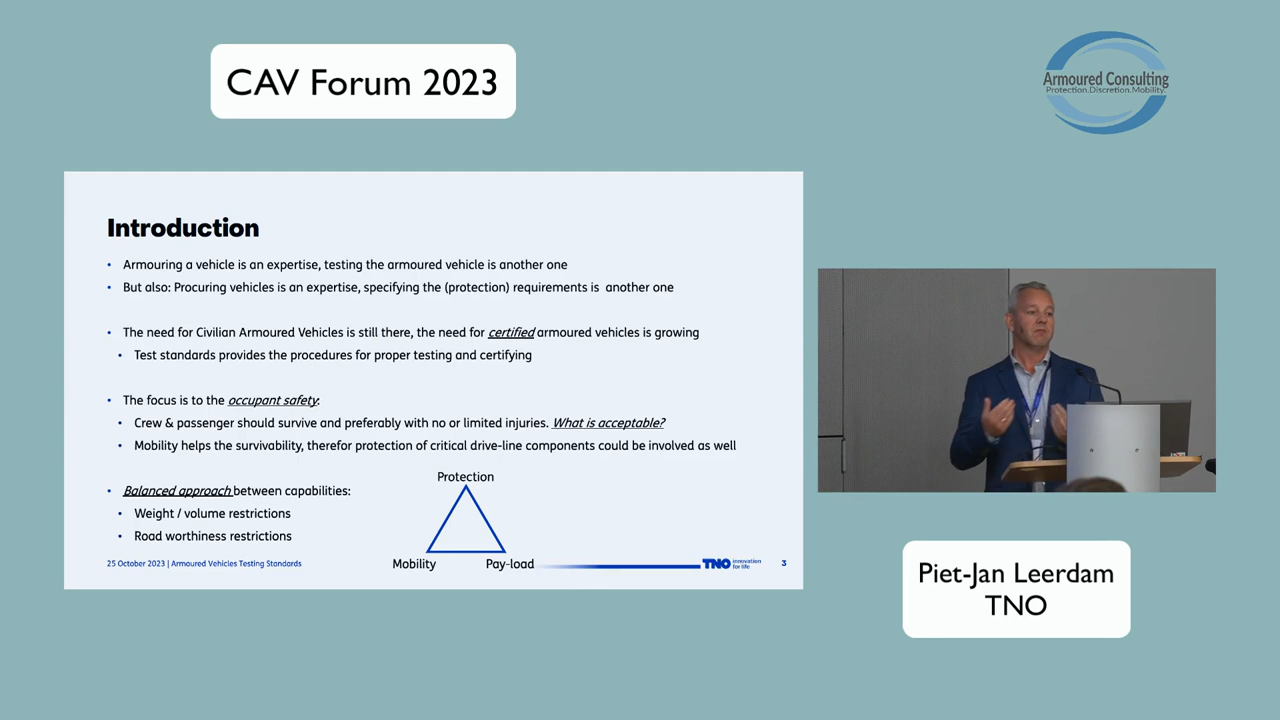 CAV Forum 2023
Armoured Consulting
Protection.Discretion.Mobility.
Introduction
• Armouring a vehicle is an expertise, testing the armoured vehicle is another one
• But also: Procuring vehicles is an expertise, specifying the (protection) requirements is another one
• The need for Civilian Armoured Vehicles is still there, the need for certified armoured vehicles is growing
• Test standards provides the procedures for proper testing and certifying
• The focus is to the occupant safety:
• Crew & passenger should survive and preferably with no or limited injuries. What is acceptable?
• Mobility helps the survivability, therefor protection of critical drive-line components could be involved as well
• Balanced approach between capabilities:
• Weight / volume restrictions
• Road worthiness restrictions
Protection
Mobility
Pay-load
25 October 2023 | Armoured Vehicles Testing Standards
TNO innovation
for life
3
Piet-Jan Leerdam
TNO